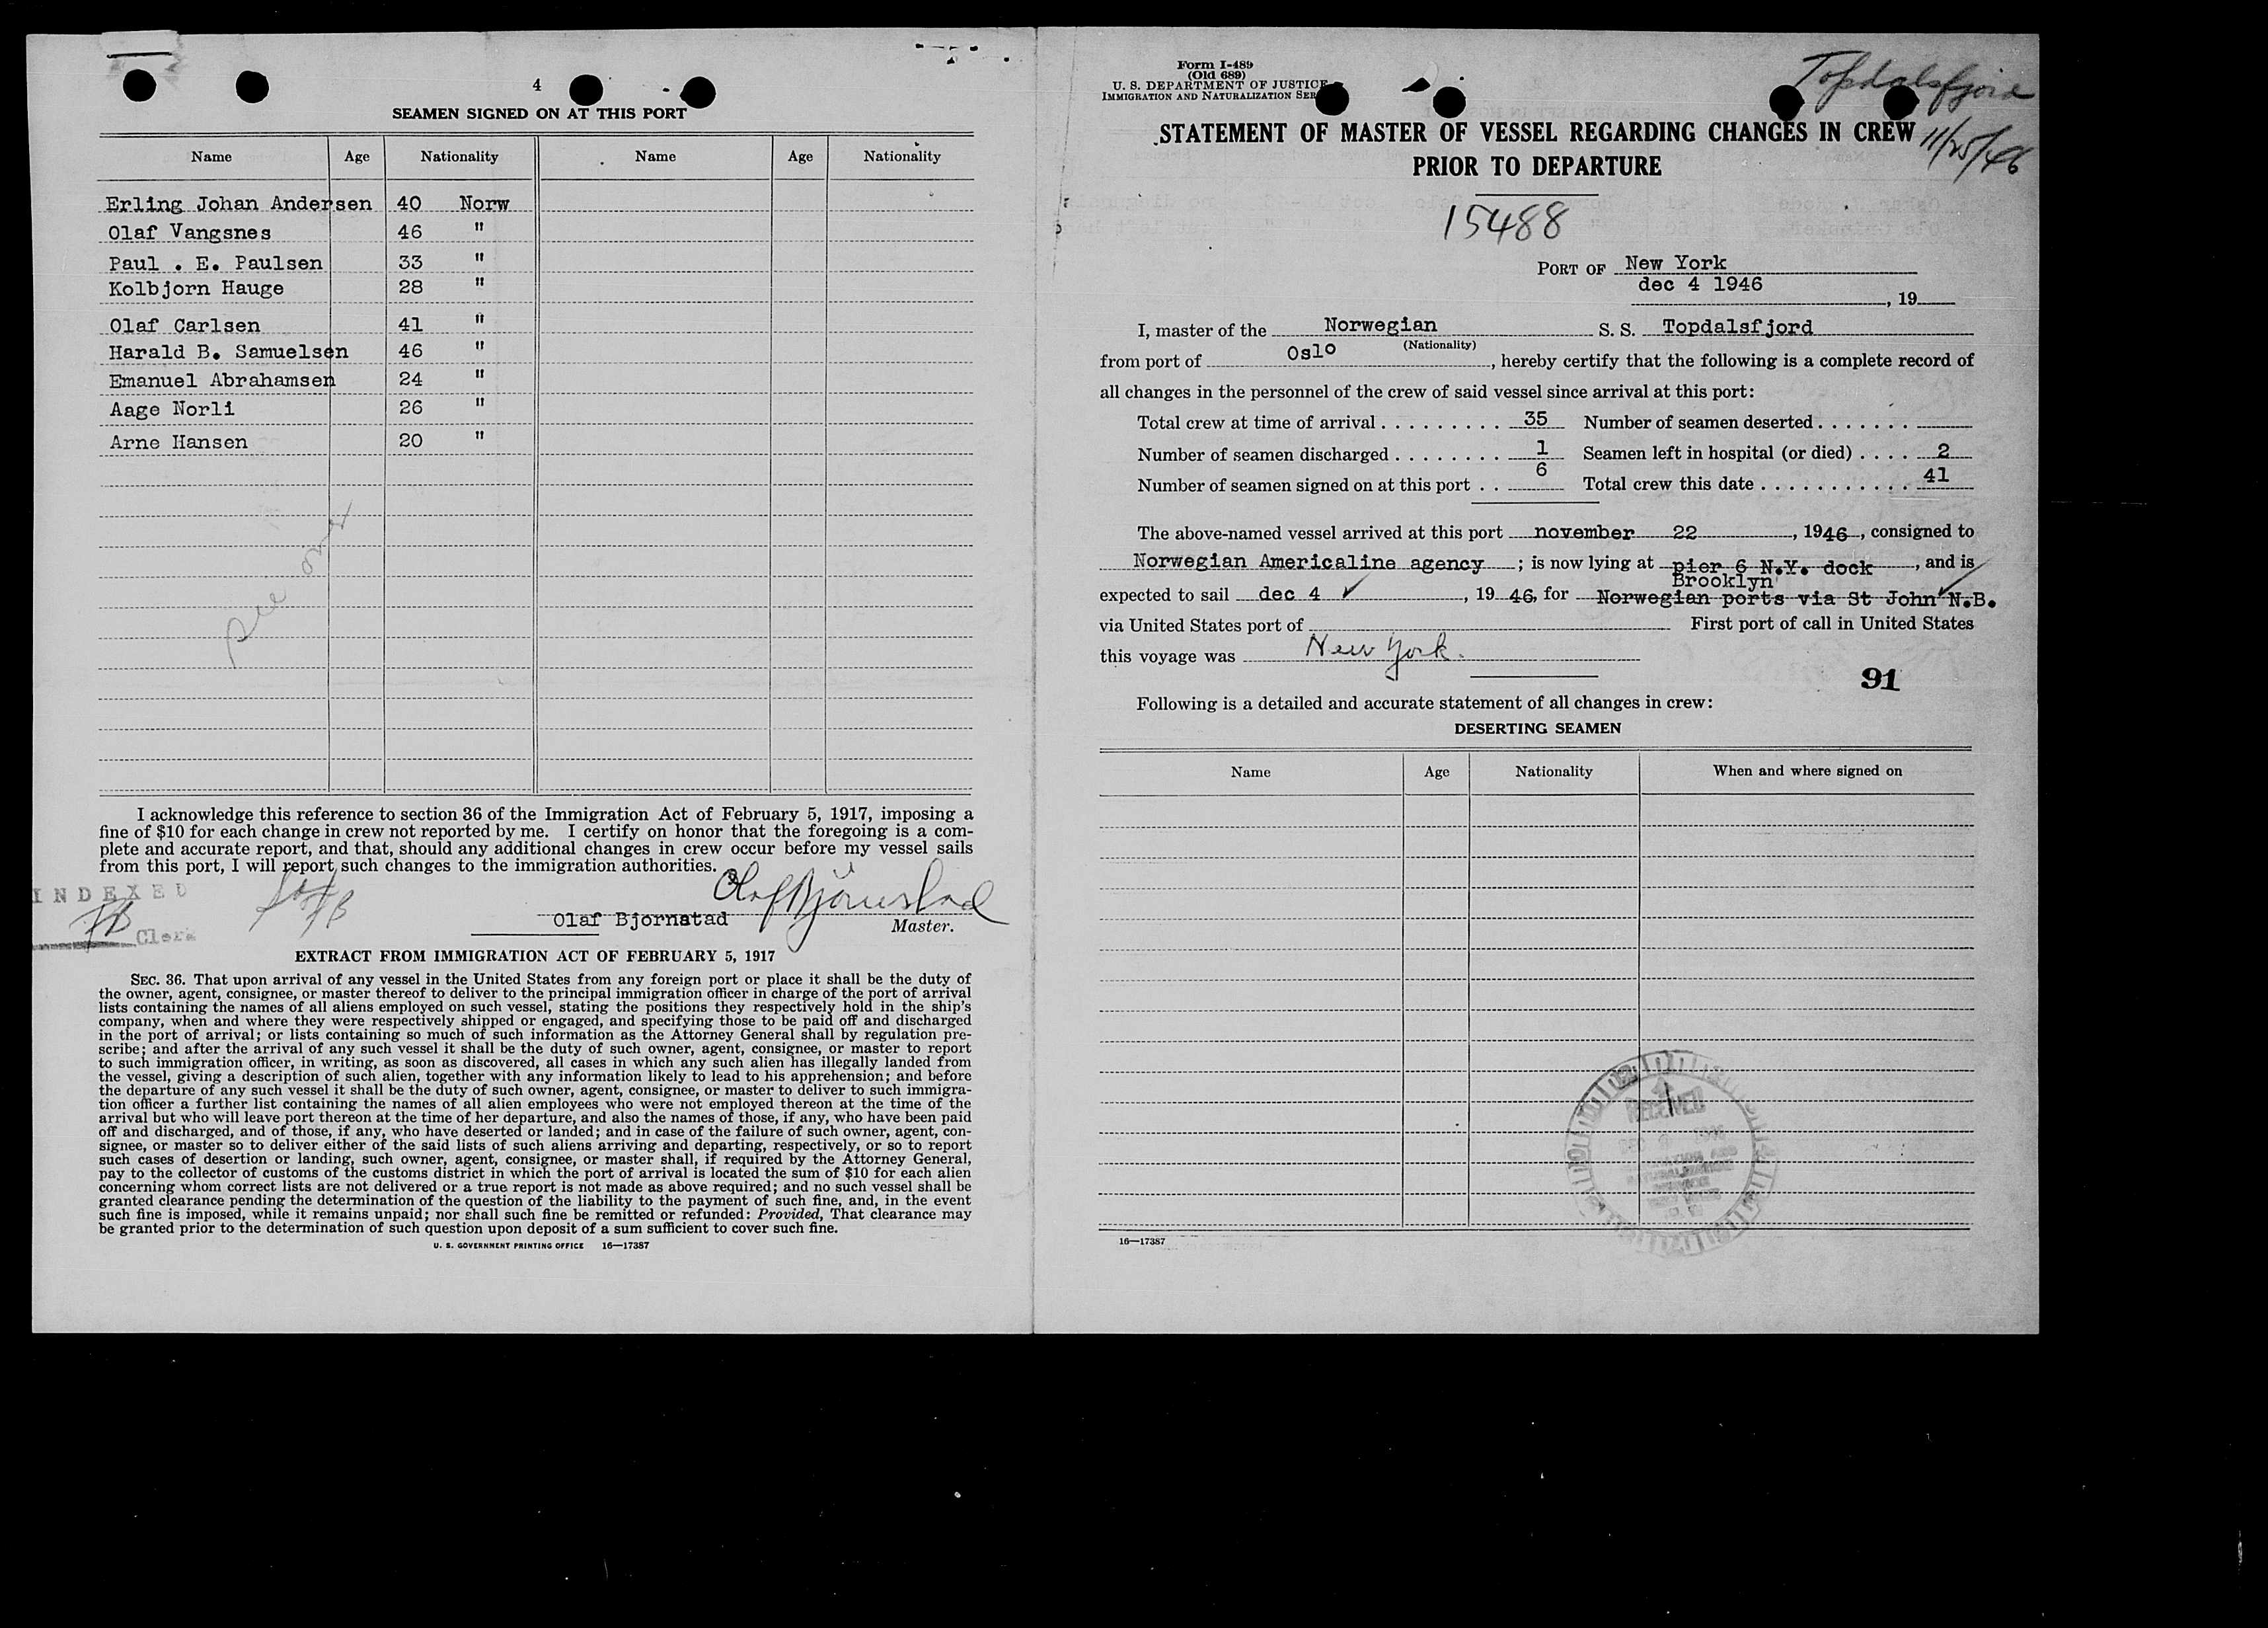 4
SEAMEN SIGNED ON AT THIS PORT
Name Age Nationality Name Age Nationality
Erling Johan Andersen 40 Norw
Olaf Vangsnes 46 "
Paul . E. Paulsen 33 "
Kolbjorn Hauge 28 "
Olaf Carlsen 41 "
Harald B. Samuelsen 46 "
Emanuel Abrahamsen 24 "
Aage Norli 26 "
Arne Hansen 20 "
I acknowledge this reference to section 36 of the Immigration Act of February 5, 1917, imposing a
fine of $10 for each change in crew not reported by me. I certify on honor that the foregoing is a com-
plete and accurate report, and that, should any additional changes in crew occur before my vessel sails
from this port, I will report such changes to the immigration authorities.
INDEXED
Clerk
Olaf Bjornstad
Olaf Bjornstad
Master.
EXTRACT FROM IMMIGRATION ACT OF FEBRUARY 5, 1917
SEC. 36. That upon arrival of any vessel in the United States from any foreign port or place it shall be the duty of
the owner, agent, consignee, or master thereof to deliver to the principal immigration officer in charge of the port of arrival
lists containing the names of all aliens employed on such vessel, stating the positions they respectively hold in the ship's
company, when and where they were respectively shipped or engaged, and specifying those to be paid off and discharged
in the port of arrival; or lists containing so much of such information as the Attorney General shall by regulation pre-
scribe; and after the arrival of any such vessel it shall be the duty of such owner, agent, consignee, or master to report
to such immigration officer, in writing, as soon as discovered, all cases in which any such alien has illegally landed from
the vessel, giving a description of such alien, together with any information likely to lead to his apprehension; and before
the departure of any such vessel it shall be the duty of such owner, agent, consignee, or master to deliver to such immigra-
tion officer a further list containing the names of all alien employees who were not employed thereon at the time of the
arrival but who will leave port thereon at the time of her departure, and also the names of those, if any, who have been paid
off and discharged, and of those, if any, who have deserted or landed; and in case of the failure of such owner, agent, con-
signee, or master so to deliver either of the said lists of such aliens arriving and departing, respectively, or so to report
such cases of desertion or landing, such owner, agent, consignee, or master shall, if required by the Attorney General,
pay to the collector of customs of the customs district in which the port of arrival is located the sum of $10 for each alien
concerning whom correct lists are not delivered or a true report is not made as above required; and no such vessel shall be
granted clearance pending the determination of the question of the liability to the payment of such fine, and, in the event
such fine is imposed, while it remains unpaid; nor shall such fine be remitted or refunded: Provided, That clearance may
be granted prior to the determination of such question upon deposit of a sum sufficient to cover such fine.
U. S. GOVERNMENT PRINTING OFFICE 16—17387
Form I-489
(Old 689)
U. S. DEPARTMENT OF JUSTICE
IMMIGRATION AND NATURALIZATION SER
Topdalsfjord
11/25/46
STATEMENT OF MASTER OF VESSEL REGARDING CHANGES IN CREW
PRIOR TO DEPARTURE
15488
PORT OF New York
dec 4 1946, 19
I, master of the Norwegian S. S. Topdalsfjord
(Nationality)
from port of Oslo, hereby certify that the following is a complete record of
all changes in the personnel of the crew of said vessel since arrival at this port:
Total crew at time of arrival 35 Number of seamen deserted
Number of seamen discharged 1 Seamen left in hospital (or died) 2
Number of seamen signed on at this port 6 Total crew this date 41
The above-named vessel arrived at this port november 22, 1946, consigned to
Norwegian Americaline agency; is now lying at pier 6 N.Y. dock, and is
Brooklyn
expected to sail dec 4, 1946, for Norwegian ports via St John N.B.
via United States port of First port of call in United States
this voyage was New York.
91
Following is a detailed and accurate statement of all changes in crew:
DESERTING SEAMEN
Name Age Nationality When and where signed on
RECEIVED
16—17387